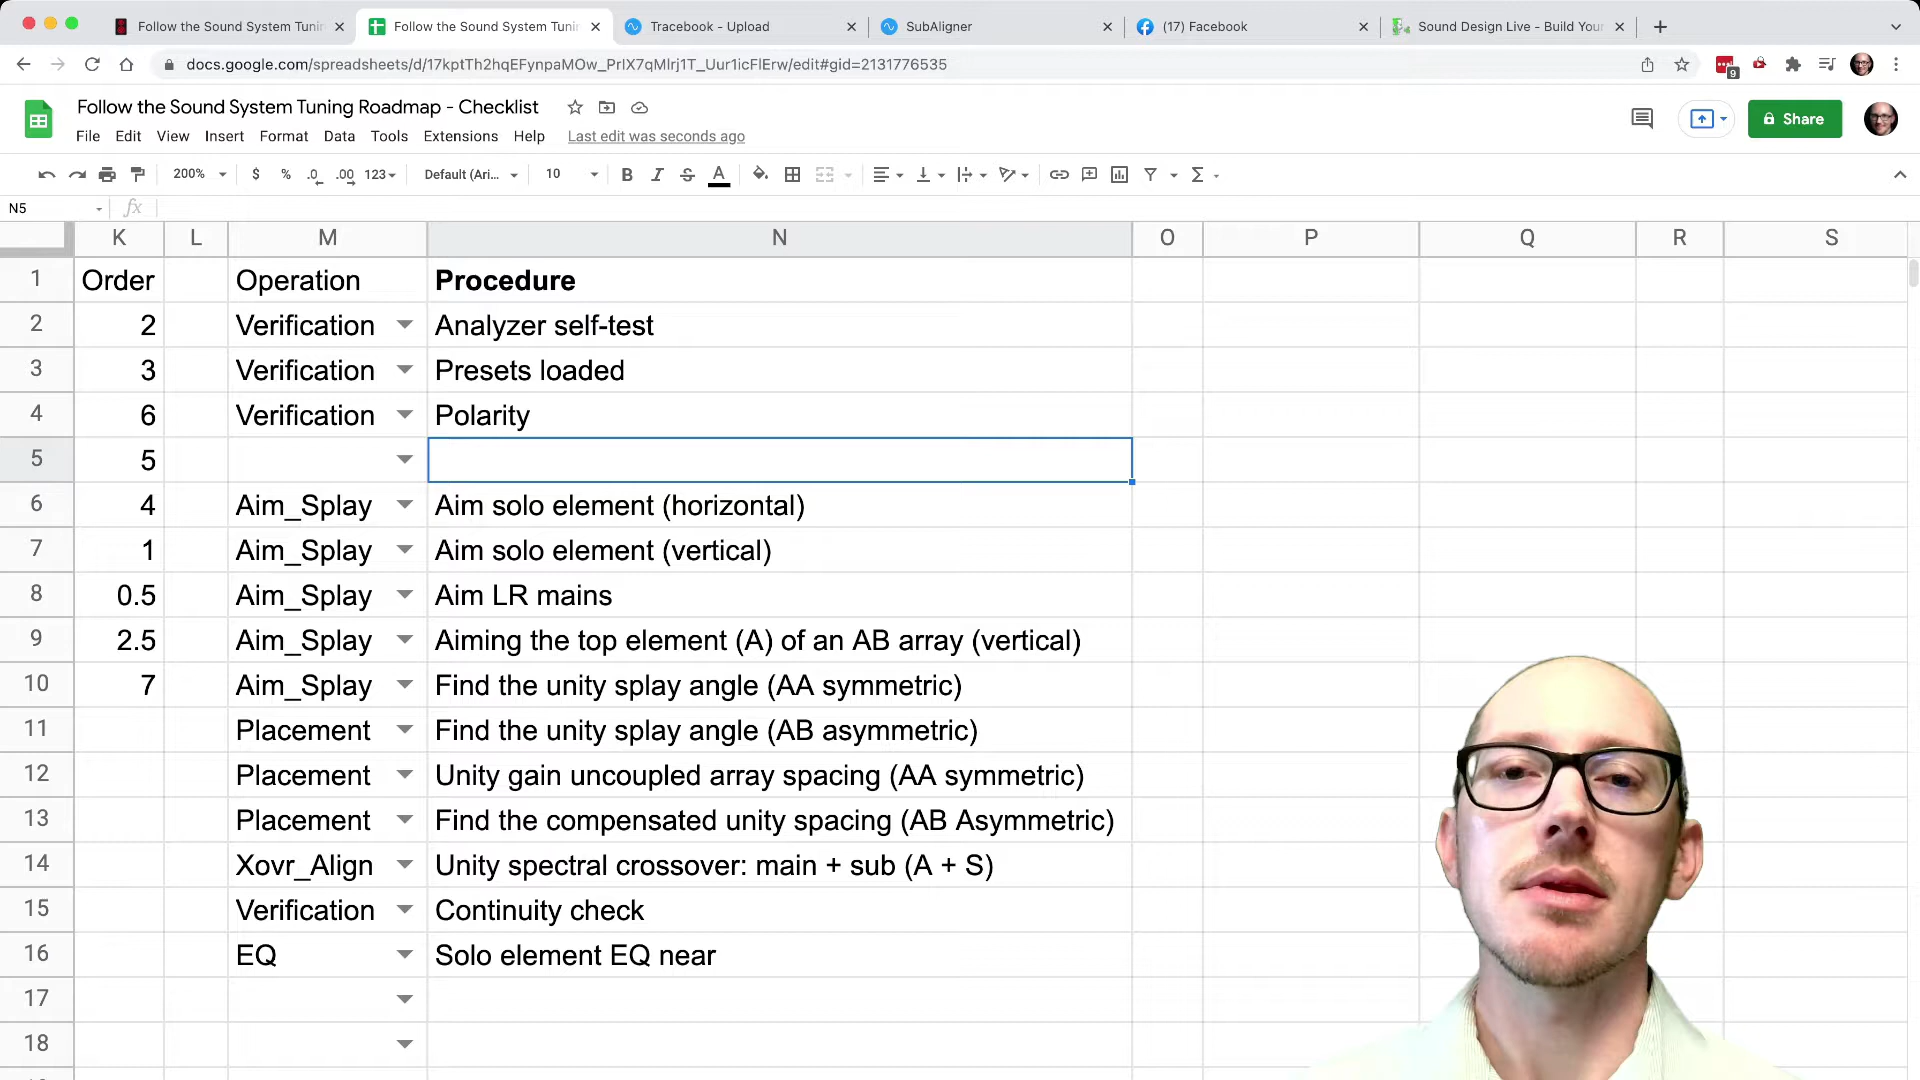 Follow the Sound System Tunin
Follow the Sound System Tunin
Tracebook - Upload
SubAligner
(17) Facebook
Sound Design Live - Build Your
docs.google.com/spreadsheets/d/17kptTh2hqEFynpaMOw_PrlX7qMlrj1T_Uur1icFlErw/edit#gid=2131776535
9
Follow the Sound System Tuning Roadmap - Checklist
File Edit View Insert Format Data Tools Extensions Help Last edit was seconds ago
Share
200% $ % .0 .00 123 Default (Ari... 10 B I S A Σ
N5 fx
K L M N O P Q R S
1 Order Operation Procedure
2 2 Verification Analyzer self-test
3 3 Verification Presets loaded
4 6 Verification Polarity
5 5
6 4 Aim_Splay Aim solo element (horizontal)
7 1 Aim_Splay Aim solo element (vertical)
8 0.5 Aim_Splay Aim LR mains
9 2.5 Aim_Splay Aiming the top element (A) of an AB array (vertical)
10 7 Aim_Splay Find the unity splay angle (AA symmetric)
11 Placement Find the unity splay angle (AB asymmetric)
12 Placement Unity gain uncoupled array spacing (AA symmetric)
13 Placement Find the compensated unity spacing (AB Asymmetric)
14 Xovr_Align Unity spectral crossover: main + sub (A + S)
15 Verification Continuity check
16 EQ Solo element EQ near
17
18